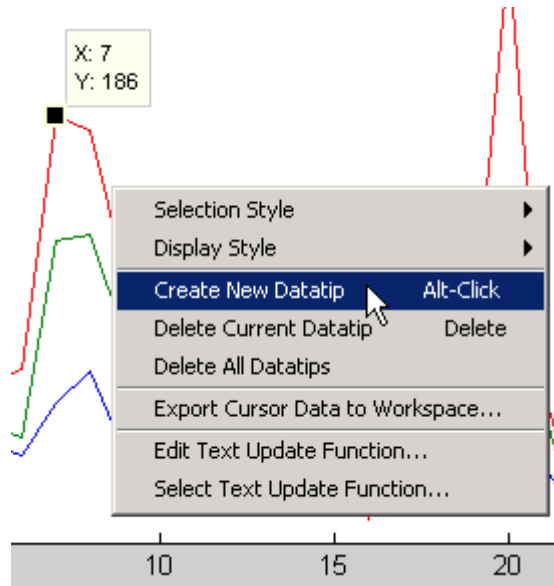 X: 7
Y: 186
Selection Style
Display Style
Create New Datatip Alt-Click
Delete Current Datatip Delete
Delete All Datatips
Export Cursor Data to Workspace...
Edit Text Update Function...
Select Text Update Function...
10 15 20